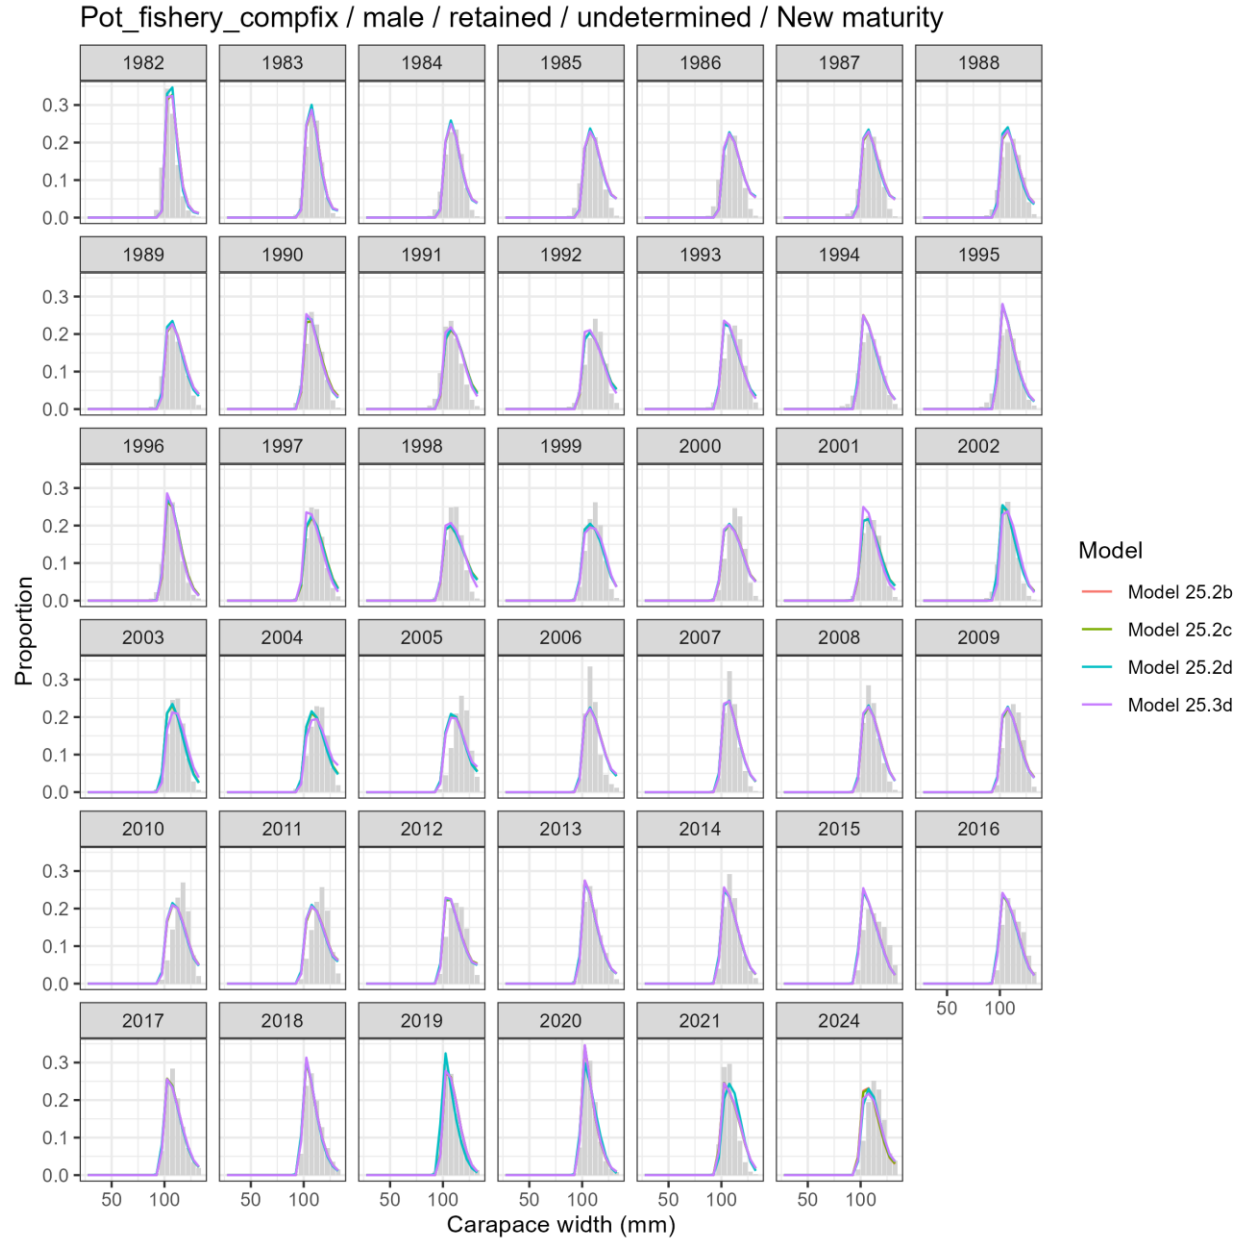 Pot_fishery_compfix / male / retained / undetermined / New maturity
1982 1983 1984 1985 1986 1987 1988
0.3
0.2
0.1
0.0
1989 1990 1991 1992 1993 1994 1995
0.3
0.2
0.1
0.0
1996 1997 1998 1999 2000 2001 2002
0.3
0.2
0.1
0.0
2003 2004 2005 2006 2007 2008 2009
0.3
0.2
0.1
0.0
2010 2011 2012 2013 2014 2015 2016
0.3
0.2
0.1
0.0
50 100
2017 2018 2019 2020 2021 2024
0.3
0.2
0.1
0.0
50 100 50 100 50 100 50 100 50 100 50 100
Carapace width (mm)
Proportion
Model
Model 25.2b
Model 25.2c
Model 25.2d
Model 25.3d